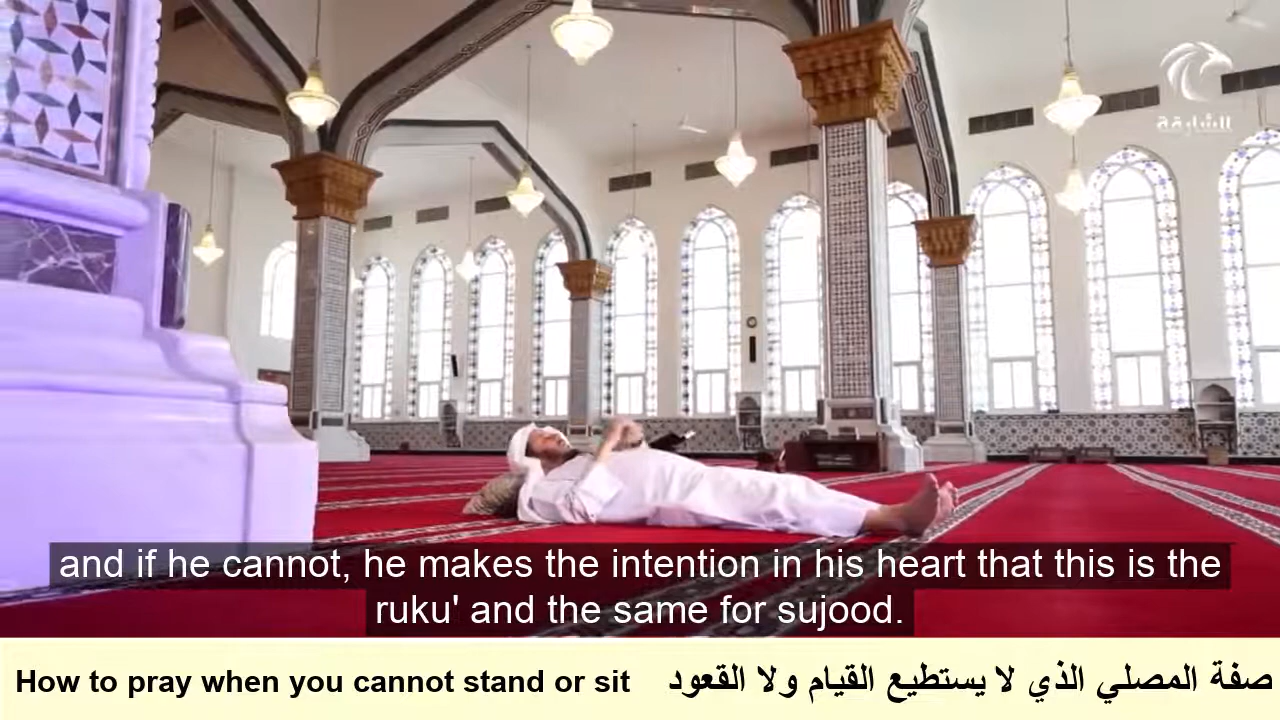 الشارقة
and if he cannot, he makes the intention in his heart that this is the
ruku' and the same for sujood.
How to pray when you cannot stand or sit صفة المصلي الذي لا يستطيع القيام ولا القعود